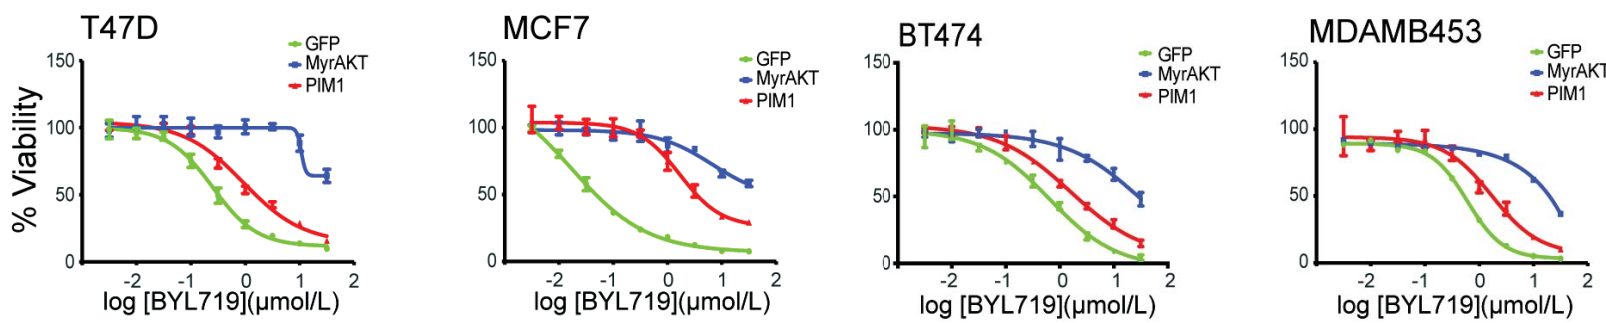 T47D
GFP
MyrAKT
PIM1
% Viability
150
100
50
0
-2 -1 0 1 2
log [BYL719](µmol/L)
MCF7
GFP
MyrAKT
PIM1
150
100
50
0
-2 -1 0 1 2
log [BYL719](µmol/L)
BT474
GFP
MyrAKT
PIM1
150
100
50
0
-2 -1 0 1 2
log [BYL719](µmol/L)
MDAMB453
GFP
MyrAKT
PIM1
150
100
50
0
-2 -1 0 1 2
log [BYL719](µmol/L)